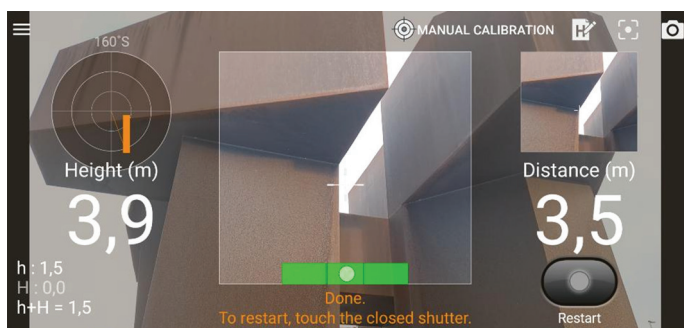 MANUAL CALIBRATION
H
160°S
Height (m)
3,9
Distance (m)
3,5
h : 1,5
H : 0,0
h+H = 1,5
Done.
To restart, touch the closed shutter.
Restart